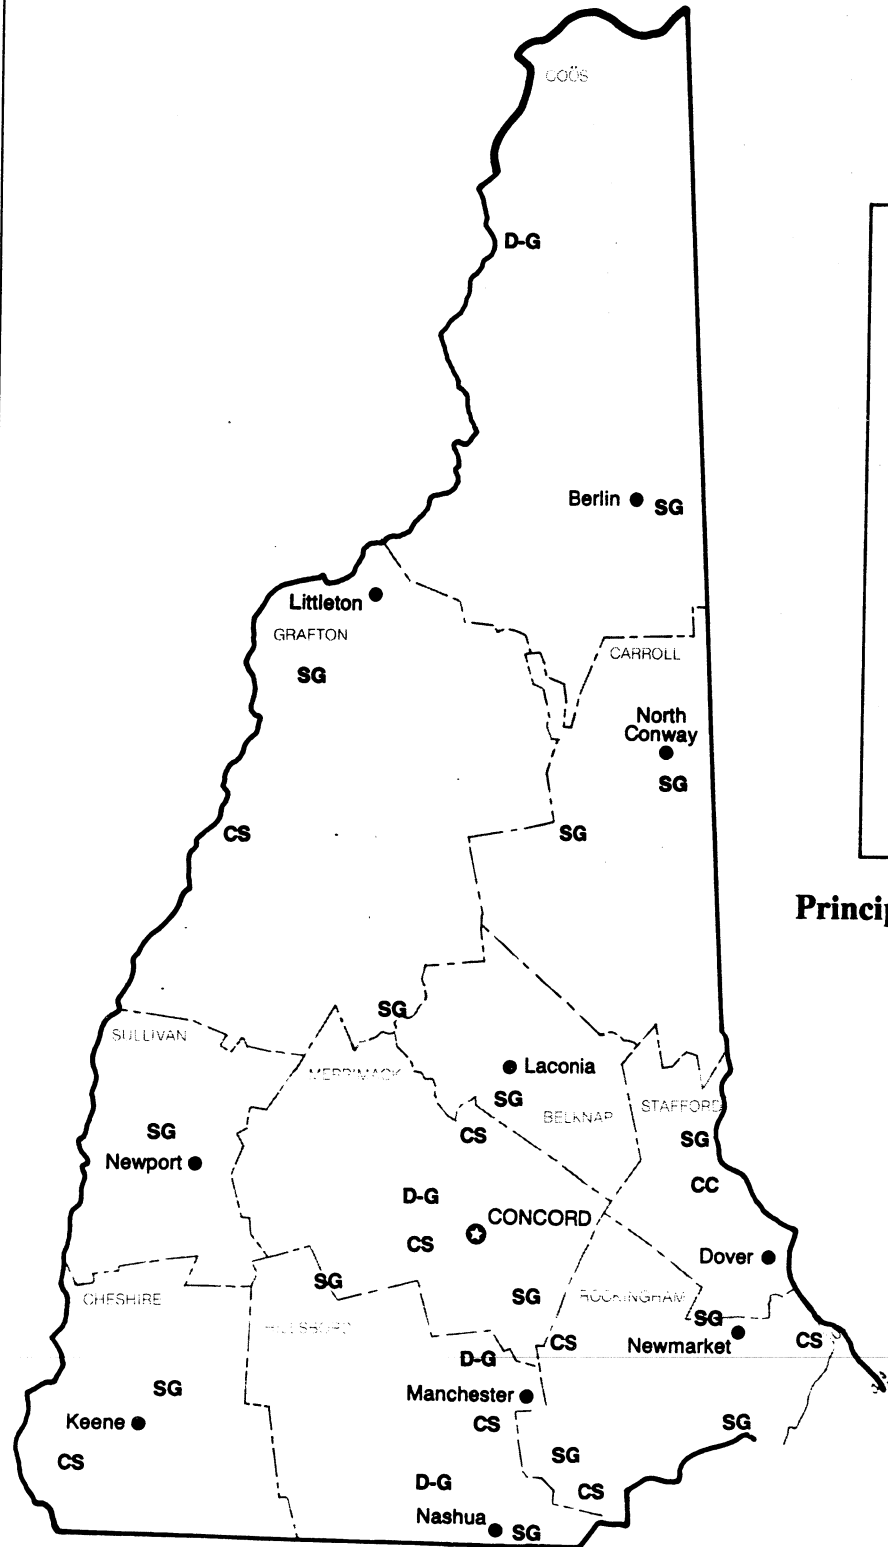 COÖS
D-G
Berlin
SG
Littleton
GRAFTON
CARROLL
SG
North
Conway
SG
CS
SG
Princip
SG
SULLIVAN
Laconia
MERRIMACK
SG
STAFFORD
BELKNAP
SG
CS
SG
Newport
CC
D-G
CONCORD
CS
Dover
SG
CHESHIRE
SG
ROCKINGHAM
SG
HILLSBORO
CS
CS
Newmarket
D-G
SG
Manchester
CS
SG
Keene
SG
CS
D-G
CS
Nashua
SG